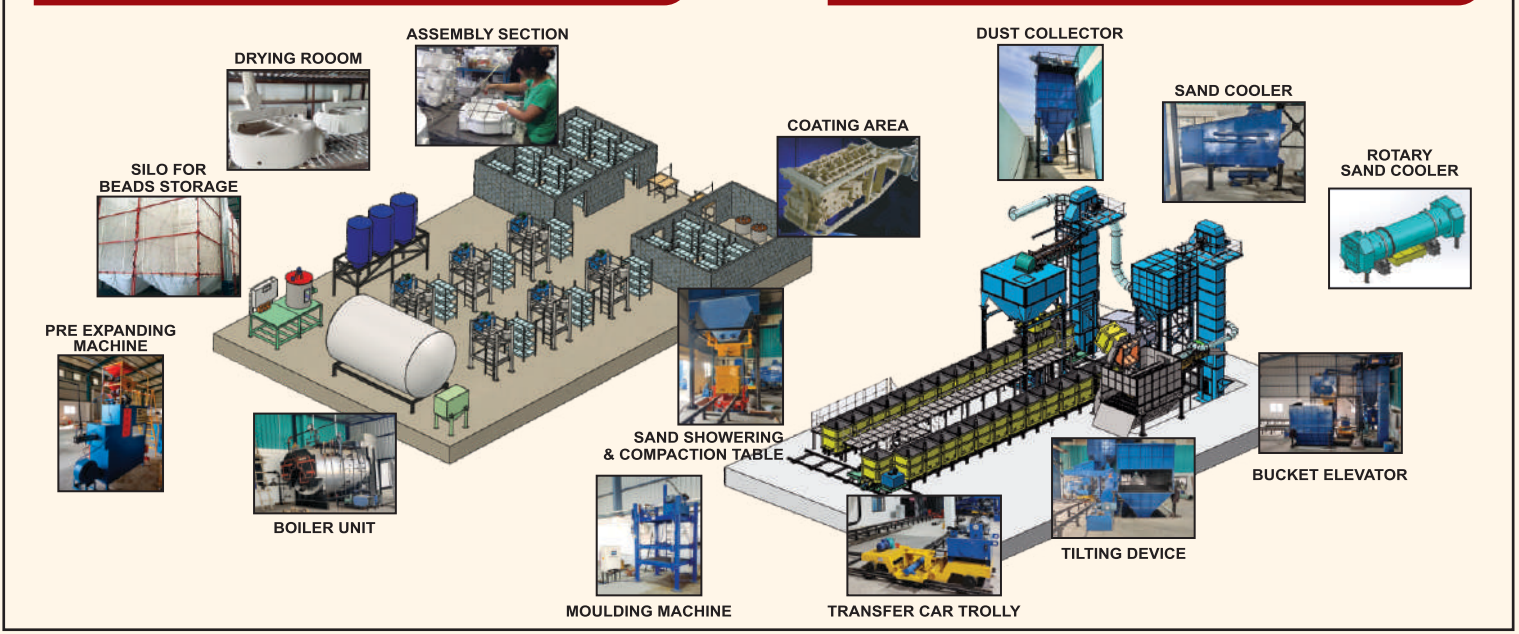 ASSEMBLY SECTION
DRYING ROOOM
SILO FOR
BEADS STORAGE
PRE EXPANDING
MACHINE
BOILER UNIT
COATING AREA
SAND SHOWERING
& COMPACTION TABLE
MOULDING MACHINE
DUST COLLECTOR
SAND COOLER
ROTARY
SAND COOLER
BUCKET ELEVATOR
TILTING DEVICE
TRANSFER CAR TROLLY